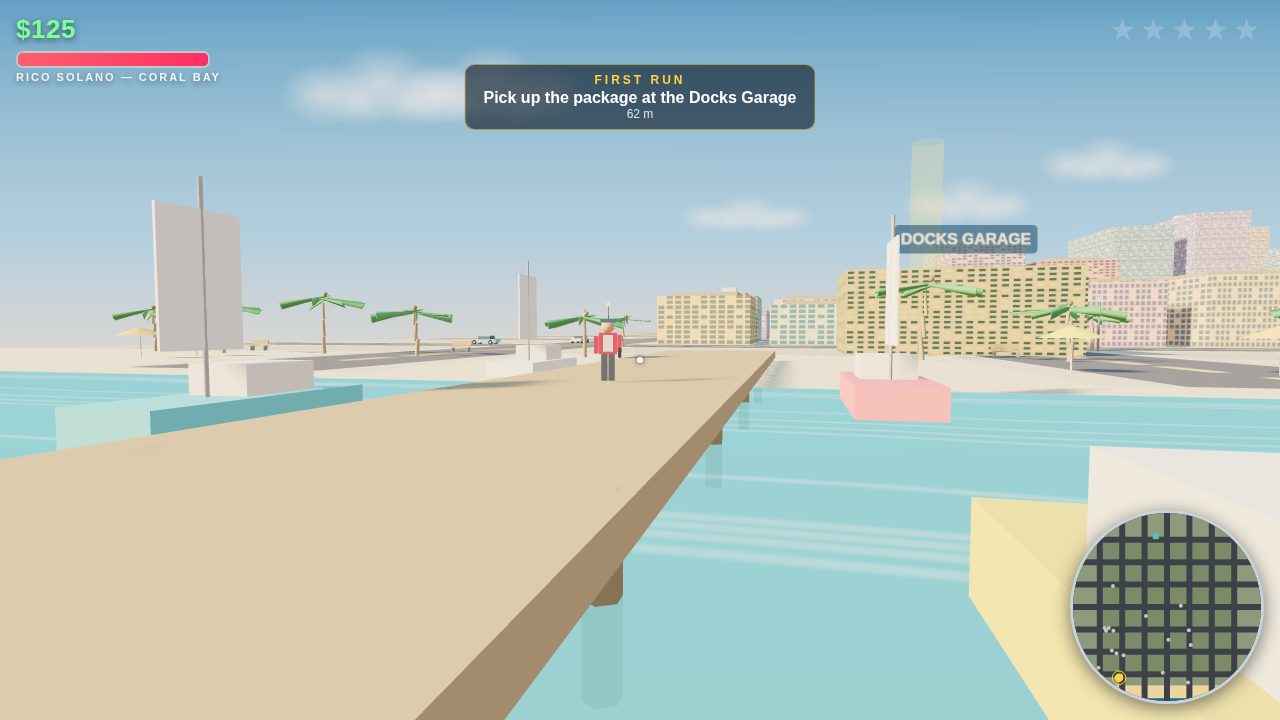 $125
RICO SOLANO — CORAL BAY
FIRST RUN
Pick up the package at the Docks Garage
62 m
DOCKS GARAGE